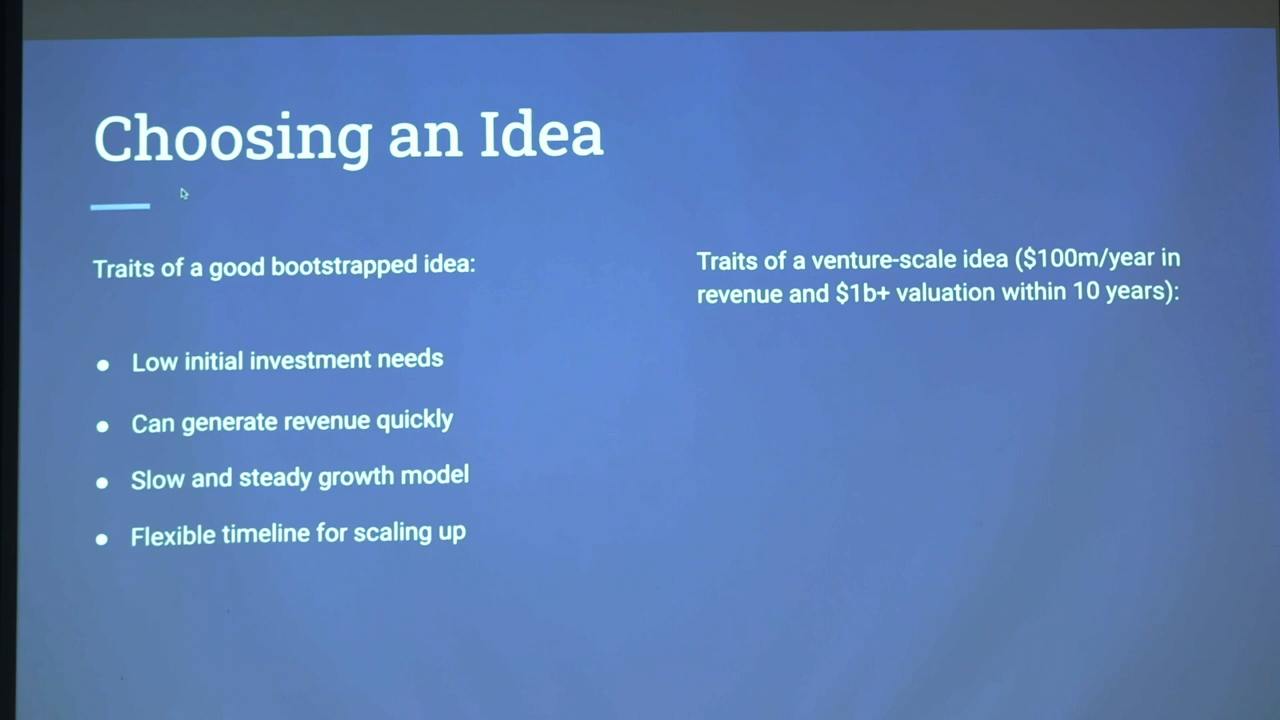 Choosing an Idea
Traits of a good bootstrapped idea:
● Low initial investment needs
● Can generate revenue quickly
● Slow and steady growth model
● Flexible timeline for scaling up
Traits of a venture-scale idea ($100m/year in
revenue and $1b+ valuation within 10 years):